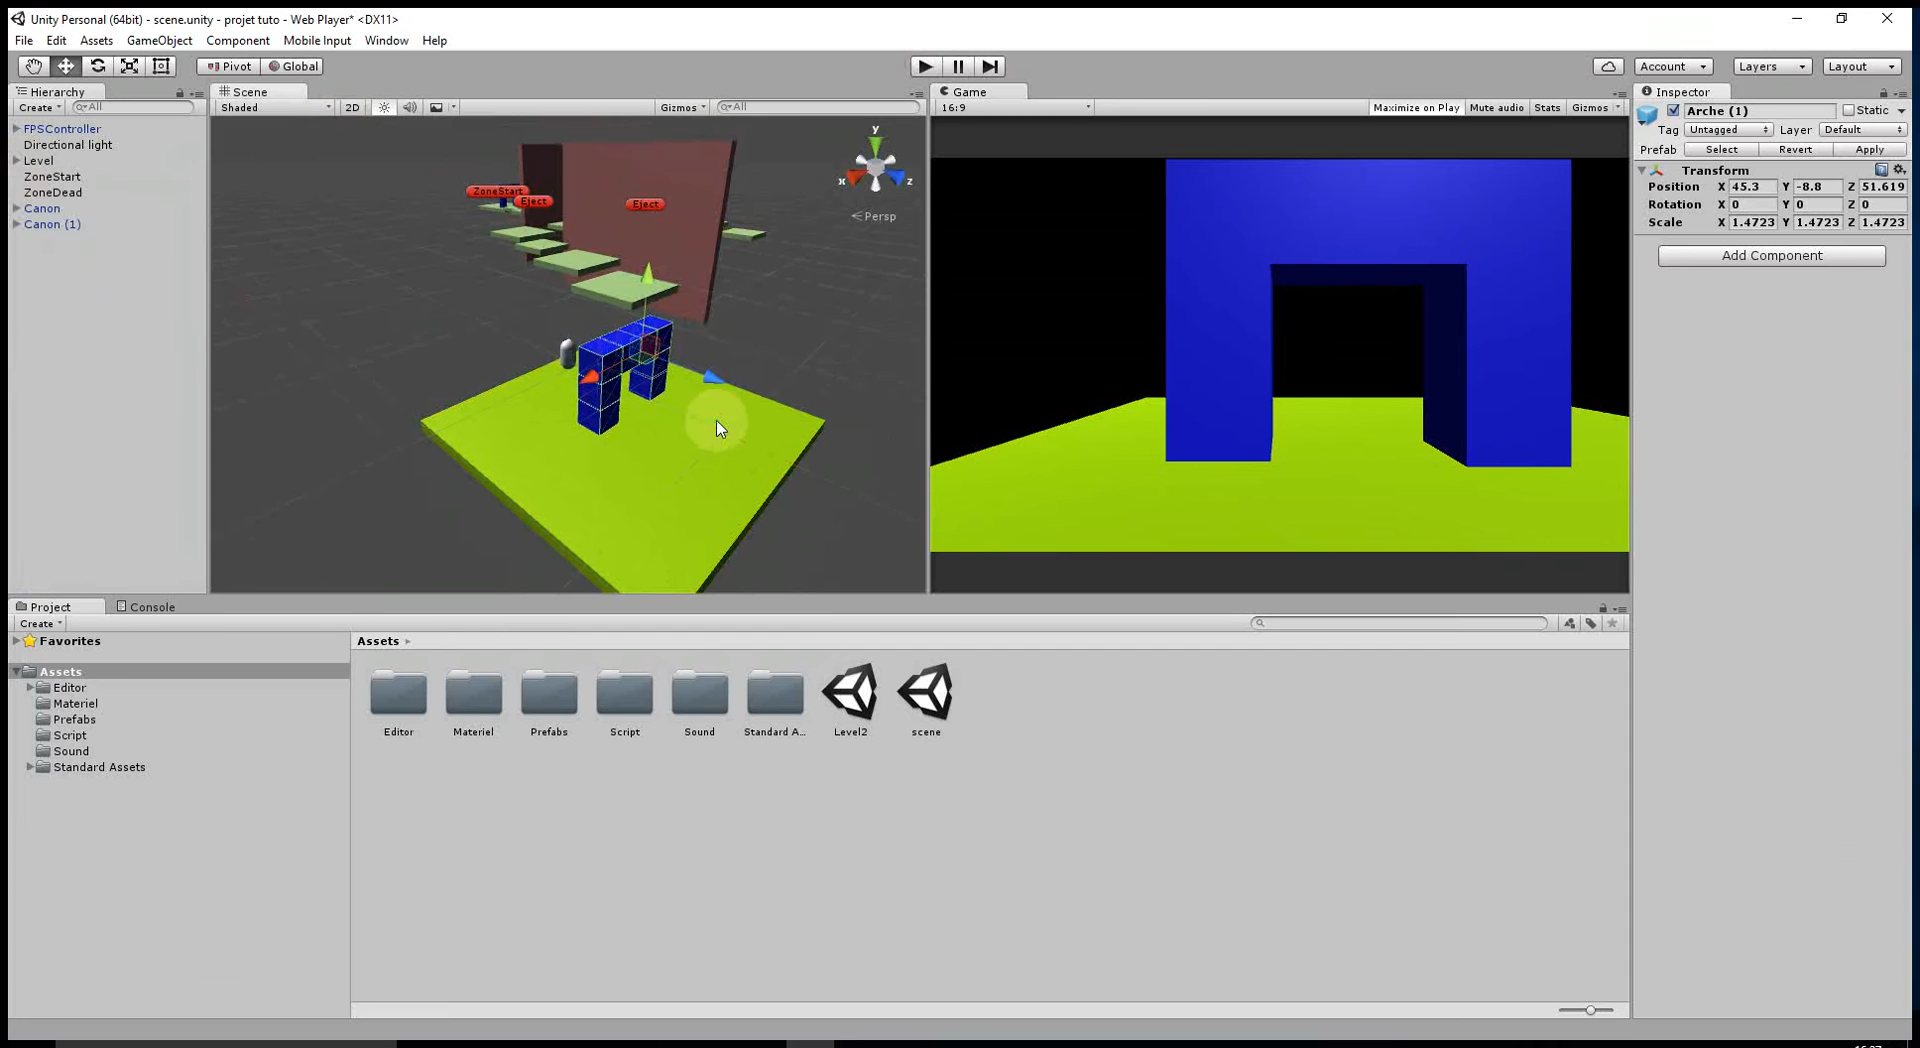 Unity Personal (64bit) - scene.unity - projet tuto - Web Player* <DX11>
File Edit Assets GameObject Component Mobile Input Window Help
Pivot Global Account Layers Layout
Hierarchy
Create All
FPSController
Directional light
Level
ZoneStart
ZoneDead
Canon
Canon (1)
Scene
Shaded 2D Gizmos All
y
x z
Persp
ZoneStart
Eject
Eject
Game
16:9 Maximize on Play Mute audio Stats Gizmos
Inspector
Arche (1) Static
Tag Untagged Layer Default
Prefab Select Revert Apply
Transform
Position X 45.3 Y -8.8 Z 51.619
Rotation X 0 Y 0 Z 0
Scale X 1.4723 Y 1.4723 Z 1.4723
Add Component
Project Console
Create
Favorites
Assets
Editor
Materiel
Prefabs
Script
Sound
Standard Assets
Assets
Editor Materiel Prefabs Script Sound Standard A... Level2 scene